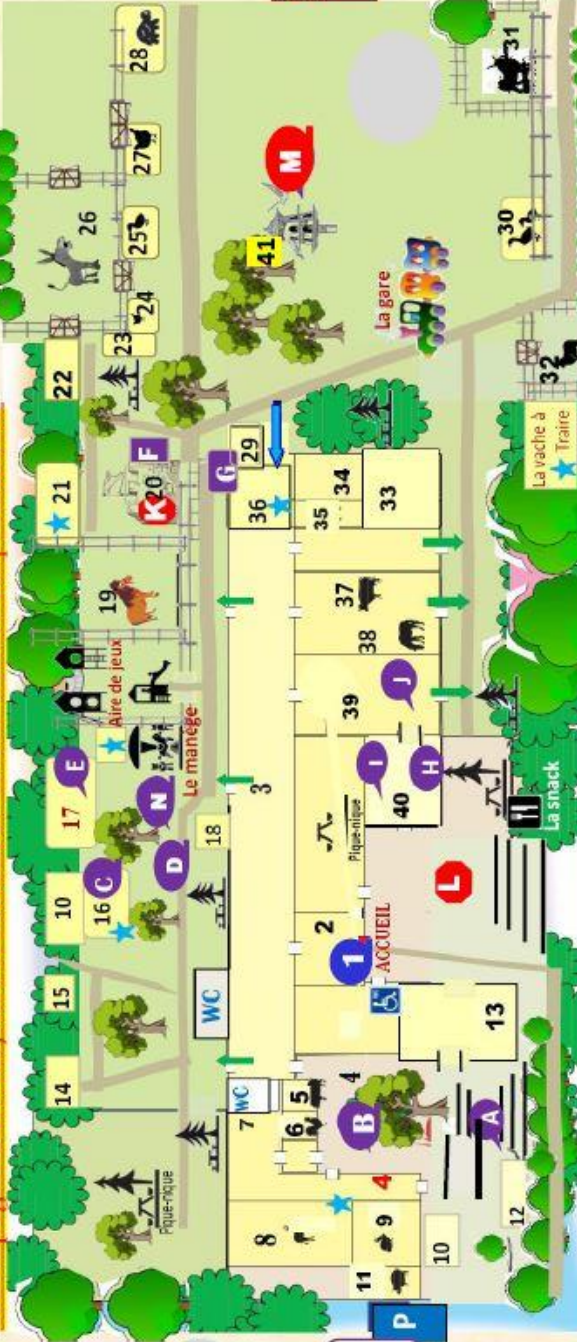 14
15
10
17
E
21
22
28
16
C
Aire de jeux
19
26
23
24
25
27
Pique-nique
D
N
Le manège
K
20
F
WC
18
G
7
WC
3
29
8
6
5
36
41
M
11
9
4
B
4
1
2
Pique-nique
35
34
37
38
39
ACCUEIL
I
J
33
La gare
P
10
40
H
12
A
13
L
30
31
La snack
32
La vache à
Traire